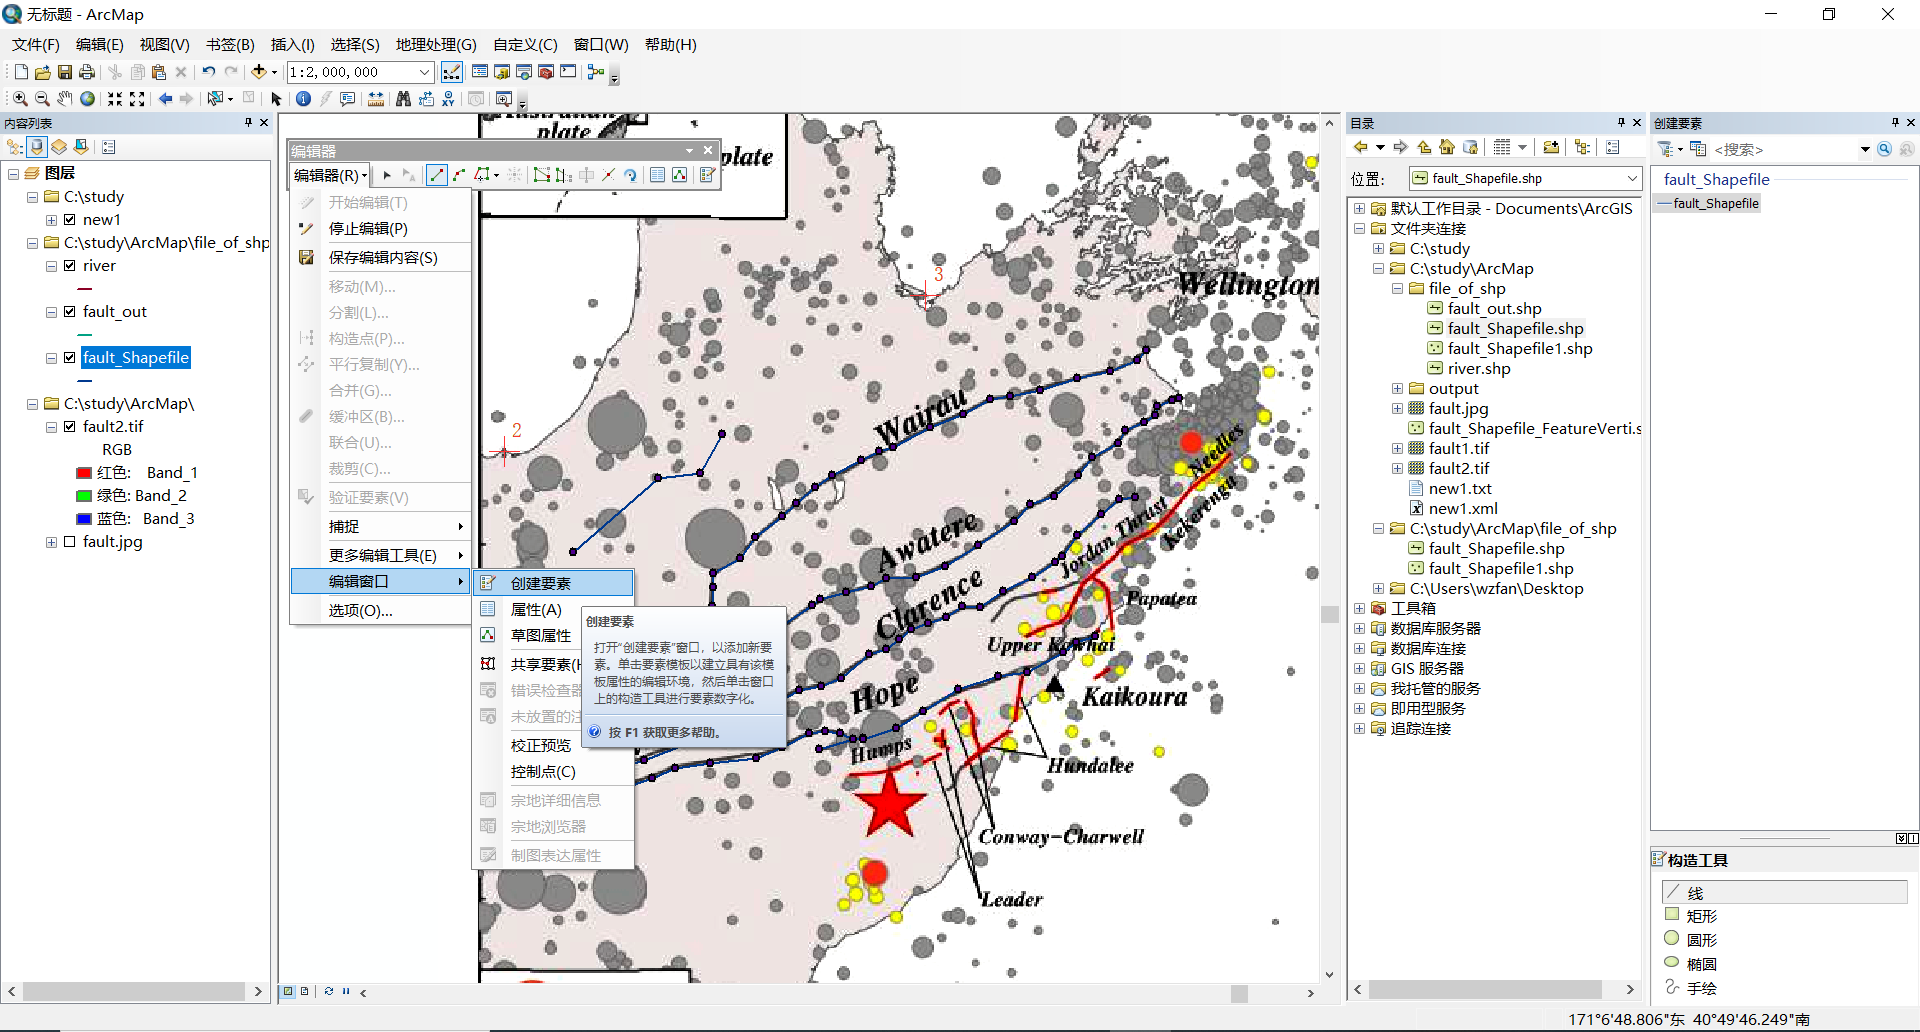 无标题 - ArcMap
文件(F) 编辑(E) 视图(V) 书签(B) 插入(I) 选择(S) 地理处理(G) 自定义(C) 窗口(W) 帮助(H)
1:2,000,000
内容列表
图层
C:\study
new1
C:\study\ArcMap\file_of_shp
river
fault_out
fault_Shapefile
C:\study\ArcMap\
fault2.tif
RGB
红色: Band_1
绿色: Band_2
蓝色: Band_3
fault.jpg
编辑器
编辑器(R)
开始编辑(T)
停止编辑(P)
保存编辑内容(S)
移动(M)...
分割(L)...
构造点(P)...
平行复制(Y)...
合并(G)...
缓冲区(B)...
联合(U)...
裁剪(C)...
验证要素(V)
捕捉
更多编辑工具(E)
编辑窗口
选项(O)...
创建要素
属性(A)
草图属性
共享要素(H
错误检查器
未放置的注
校正预览
控制点(C)
宗地详细信息
宗地浏览器
制图表达属性
创建要素
打开“创建要素”窗口，以添加新要
素。单击要素模板以建立具有该模
板属性的编辑环境，然后单击窗口
上的构造工具进行要素数字化。
按 F1 获取更多帮助。
plate
plate
3
2
Wellington
Wairau
Awatere
Clarence
Hope
Humps
Needles
Kekerengu
Jordan Thrust
Papatea
Upper Kowhai
Kaikoura
Hundalee
Conway-Charwell
Leader
目录
位置:
fault_Shapefile.shp
默认工作目录 - Documents\ArcGIS
文件夹连接
C:\study
C:\study\ArcMap
file_of_shp
fault_out.shp
fault_Shapefile.shp
fault_Shapefile1.shp
river.shp
output
fault.jpg
fault_Shapefile_FeatureVerti.s
fault1.tif
fault2.tif
new1.txt
new1.xml
C:\study\ArcMap\file_of_shp
fault_Shapefile.shp
fault_Shapefile1.shp
C:\Users\wzfan\Desktop
工具箱
数据库服务器
数据库连接
GIS 服务器
我托管的服务
即用型服务
追踪连接
创建要素
<搜索>
fault_Shapefile
fault_Shapefile
构造工具
线
矩形
圆形
椭圆
手绘
171°6'48.806"东 40°49'46.249"南